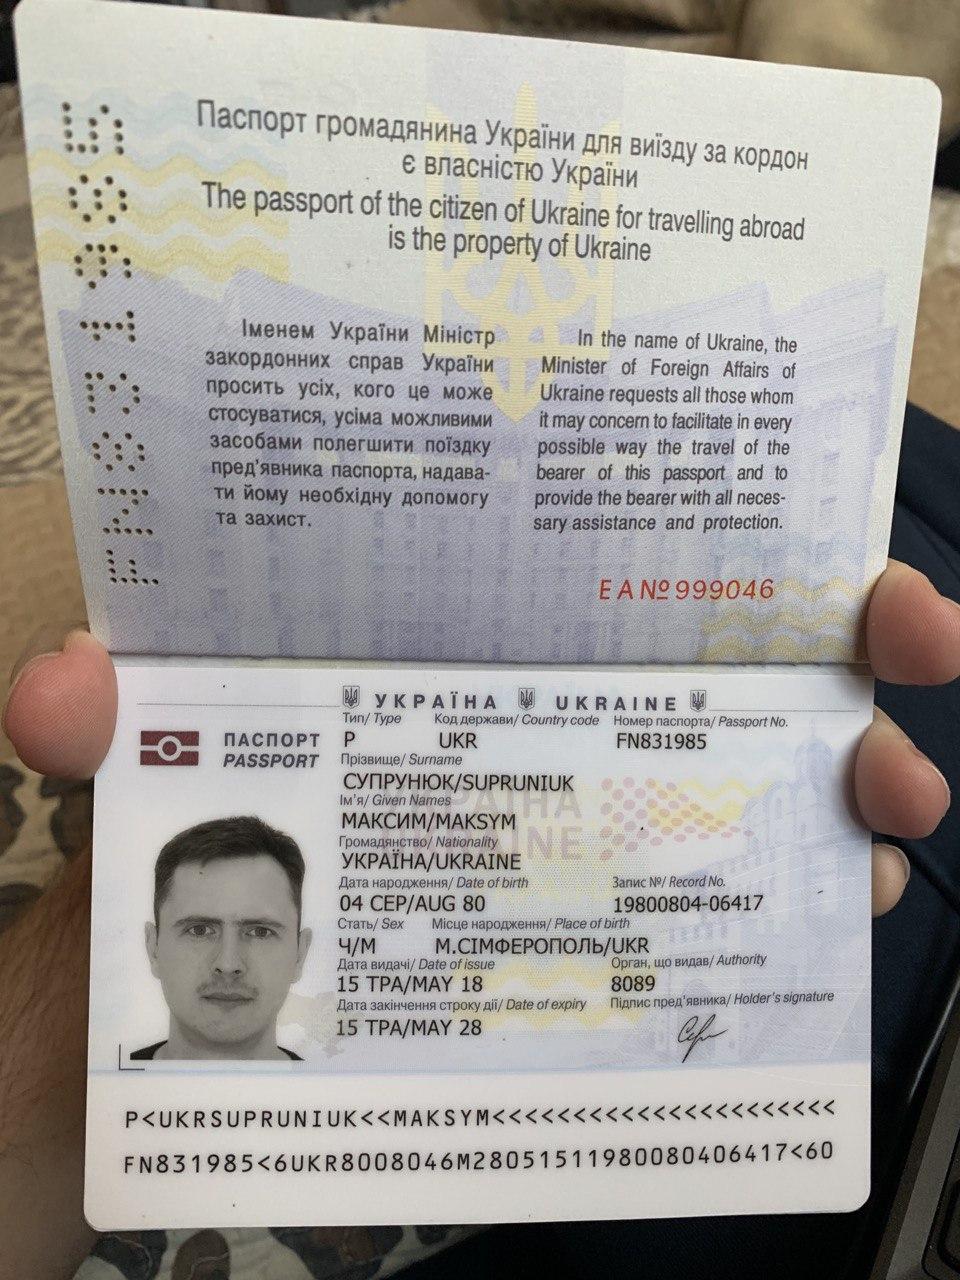 FN831985
Паспорт громадянина України для виїзду за кордон
є власністю України
The passport of the citizen of Ukraine for travelling abroad
is the property of Ukraine
Іменем України Міністр
закордонних справ України
просить усіх, кого це може
стосуватися, усіма можливими
засобами полегшити поїздку
пред'явника паспорта, надава-
ти йому необхідну допомогу
та захист.
In the name of Ukraine, the
Minister of Foreign Affairs of
Ukraine requests all those whom
it may concern to facilitate in every
possible way the travel of the
bearer of this passport and to
provide the bearer with all neces-
sary assistance and protection.
EA№999046
УКРАЇНА UKRAINE
ПАСПОРТ
PASSPORT
Тип/ Type Код держави/ Country code Номер паспорта/ Passport No.
P UKR FN831985
Прізвище/ Surname
СУПРУНЮК/SUPRUNIUK
Ім'я/ Given Names
МАКСИМ/MAKSYM
Громадянство/ Nationality
УКРАЇНА/UKRAINE
УКРАЇНА
UKRAINE
Дата народження/ Date of birth Запис №/ Record No.
04 СЕР/AUG 80 19800804-06417
Стать/ Sex Місце народження/ Place of birth
Ч/M М.СІМФЕРОПОЛЬ/UKR
Дата видачі/ Date of issue Орган, що видав/ Authority
15 ТРА/MAY 18 8089
Дата закінчення строку дії/ Date of expiry Підпис пред'явника/ Holder's signature
15 ТРА/MAY 28
P<UKRSUPRUNIUK<<MAKSYM<<<<<<<<<<<<<<<<<<<<<<
FN831985<6UKR8008046M2805151198008040​6417<60